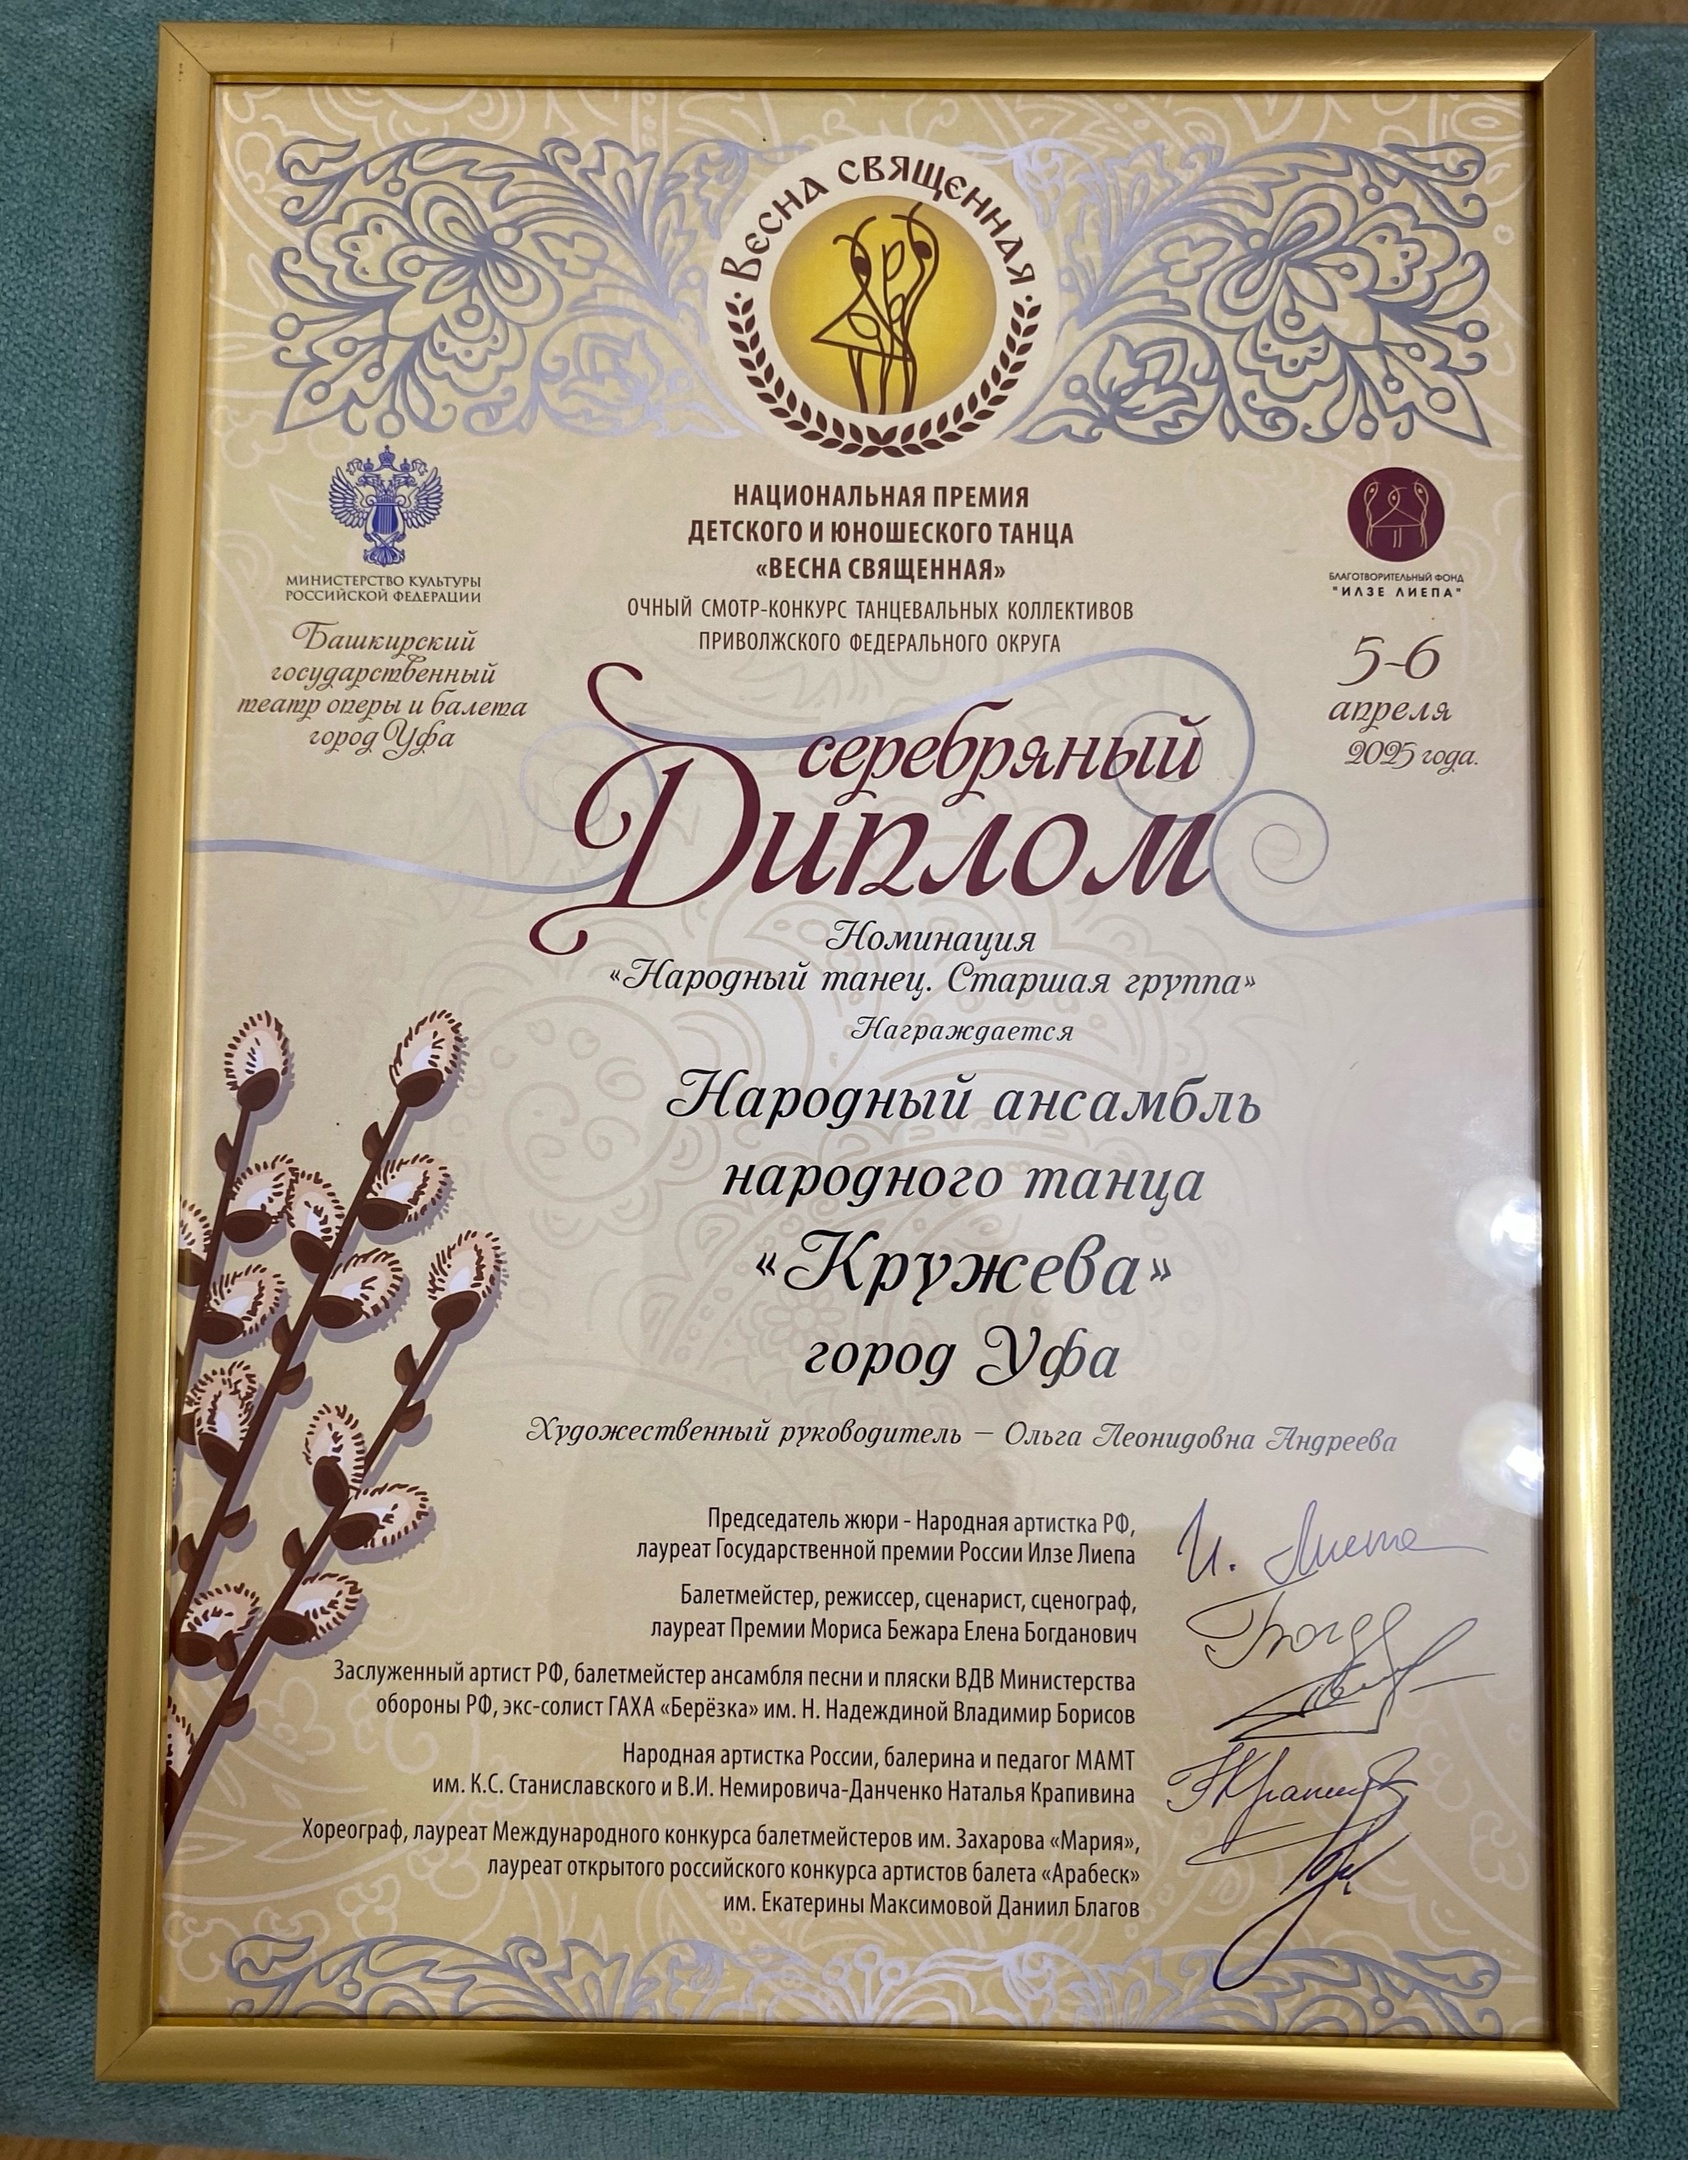 Весна священная
НАЦИОНАЛЬНАЯ ПРЕМИЯ
ДЕТСКОГО И ЮНОШЕСКОГО ТАНЦА
«ВЕСНА СВЯЩЕННАЯ»
ОЧНЫЙ СМОТР-КОНКУРС ТАНЦЕВАЛЬНЫХ КОЛЛЕКТИВОВ
ПРИВОЛЖСКОГО ФЕДЕРАЛЬНОГО ОКРУГА
МИНИСТЕРСТВО КУЛЬТУРЫ
РОССИЙСКОЙ ФЕДЕРАЦИИ
Башкирский
государственный
театр оперы и балета
город Уфа
БЛАГОТВОРИТЕЛЬНЫЙ ФОНД
"ИЛЗЕ ЛИЕПА"
5-6
апреля
2025 года.
серебряный
Диплом
Номинация
«Народный танец. Старшая группа»
Награждается
Народный ансамбль
народного танца
«Кружева»
город Уфа
Художественный руководитель – Ольга Леонидовна Андреева
Председатель жюри - Народная артистка РФ,
лауреат Государственной премии России Илзе Лиепа
И. Лиепа
Балетмейстер, режиссер, сценарист, сценограф,
лауреат Премии Мориса Бежара Елена Богданович
Заслуженный артист РФ, балетмейстер ансамбля песни и пляски ВДВ Министерства
обороны РФ, экс-солист ГАХА «Берёзка» им. Н. Надеждиной Владимир Борисов
Народная артистка России, балерина и педагог МАМТ
им. К.С. Станиславского и В.И. Немировича-Данченко Наталья Крапивина
Хореограф, лауреат Международного конкурса балетмейстеров им. Захарова «Мария»,
лауреат открытого российского конкурса артистов балета «Арабеск»
им. Екатерины Максимовой Даниил Благов